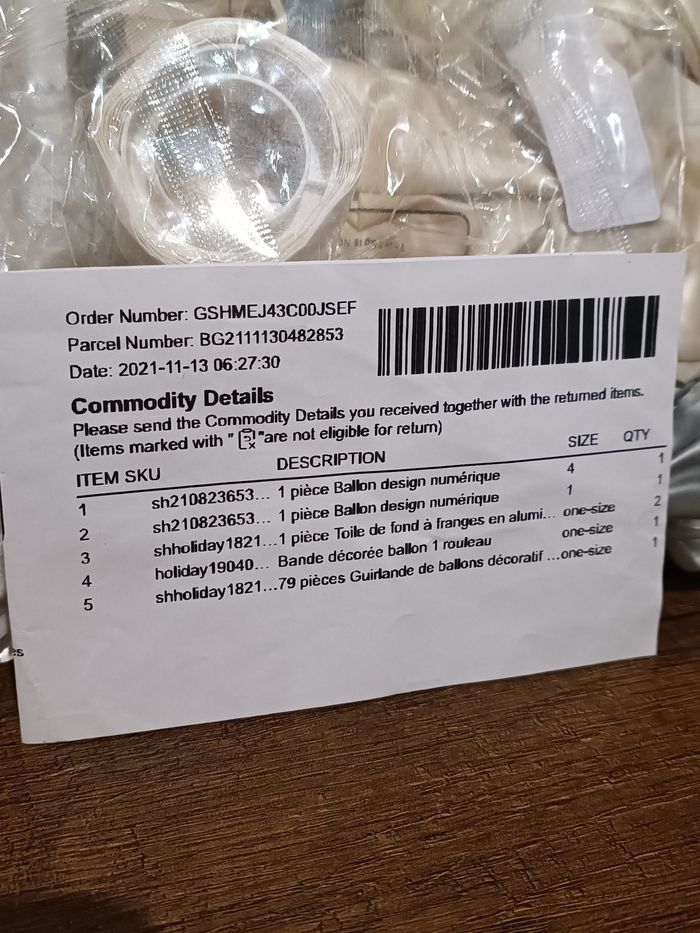 Order Number: GSHMEJ43C00JSEF
Parcel Number: BG2111130482853
Date: 2021-11-13 06:27:30
Commodity Details
Please send the Commodity Details you received together with the returned items.
(Items marked with " "are not eligible for return)
ITEM SKU DESCRIPTION SIZE QTY
1 sh210823653... 1 pièce Ballon design numérique 4 1
2 sh210823653... 1 pièce Ballon design numérique 1 1
3 shholiday1821...1 pièce Toile de fond à franges en alumi... one-size 2
4 holiday19040... Bande décorée ballon 1 rouleau one-size 1
5 shholiday1821...79 pièces Guirlande de ballons décoratif ...one-size 1